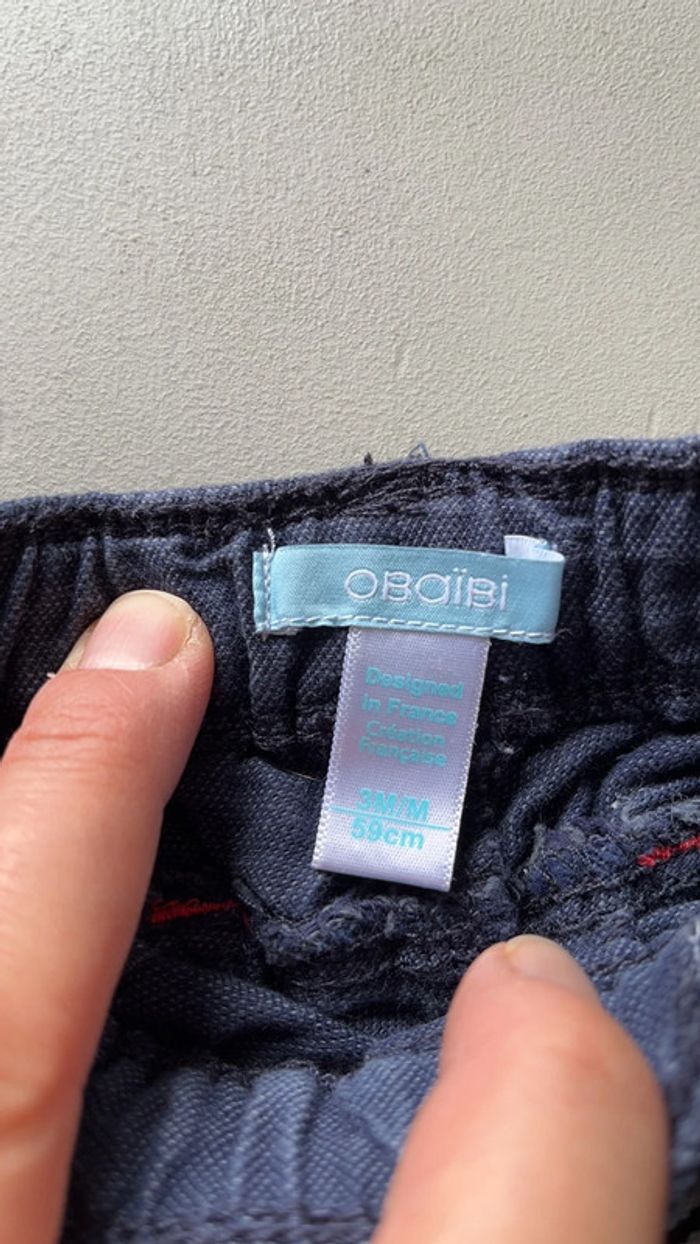 obaïbi
Designed
in France
Création
Française
3M/M
59cm